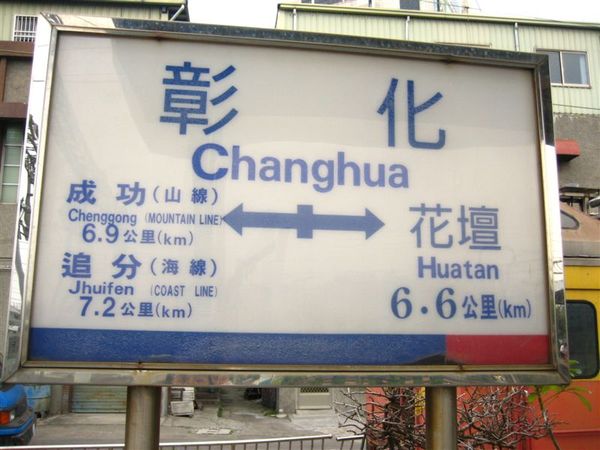 彰化
Changhua
成功(山線)
Chenggong (MOUNTAIN LINE)
6.9公里(km)
追分(海線)
Jhuifen (COAST LINE)
7.2公里(km)
花壇
Huatan
6.6公里(km)